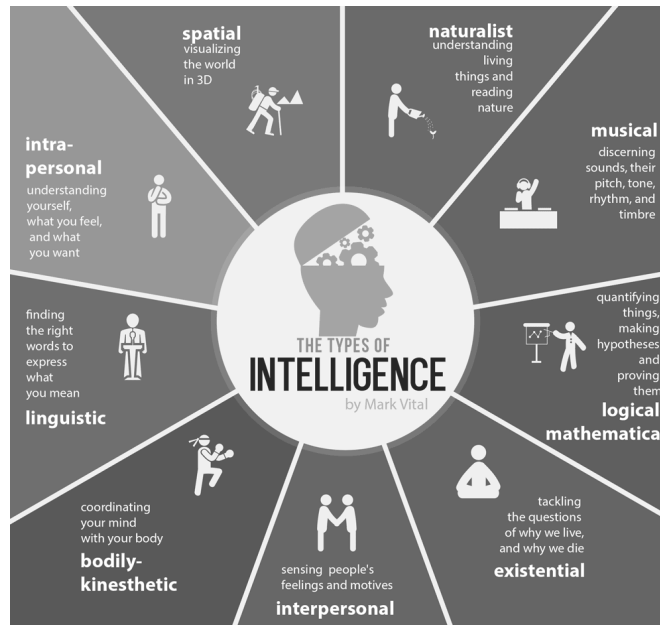 spatial
visualizing
the world
in 3D
naturalist
understanding
living
things and
reading
nature
musical
discerning
sounds, their
pitch, tone,
rhythm, and
timbre
quantifying
things,
making
hypotheses
and
proving
them
logical
mathematica
tackling
the questions
of why we live,
and why we die
existential
sensing people's
feelings and motives
interpersonal
coordinating
your mind
with your body
bodily-
kinesthetic
finding
the right
words to
express
what
you mean
linguistic
intra-
personal
understanding
yourself,
what you feel,
and what
you want
THE TYPES OF
INTELLIGENCE
by Mark Vital